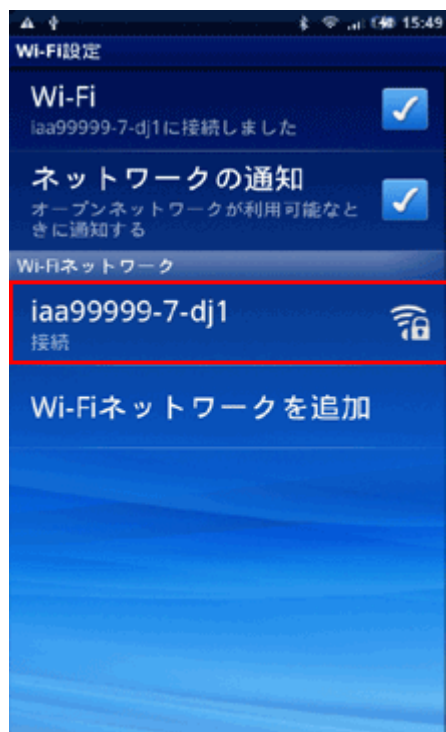 15:49
Wi-Fi設定
Wi-Fi
iaa99999-7-dj1に接続しました
ネットワークの通知
オープンネットワークが利用可能なと
きに通知する
Wi-Fiネットワーク
iaa99999-7-dj1
接続
Wi-Fiネットワークを追加